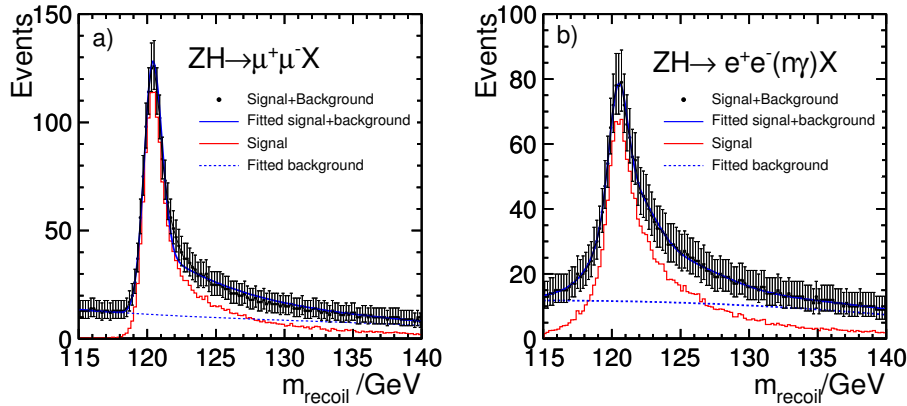 Events
150
100
50
0
a)
ZH→μ⁺μ⁻X
Signal+Background
Fitted signal+background
Signal
Fitted background
115 120 125 130 135 140
m_recoil /GeV
Events
100
80
60
40
20
0
b)
ZH→ e⁺e⁻(nγ)X
Signal+Background
Fitted signal+background
Signal
Fitted background
115 120 125 130 135 140
m_recoil /GeV